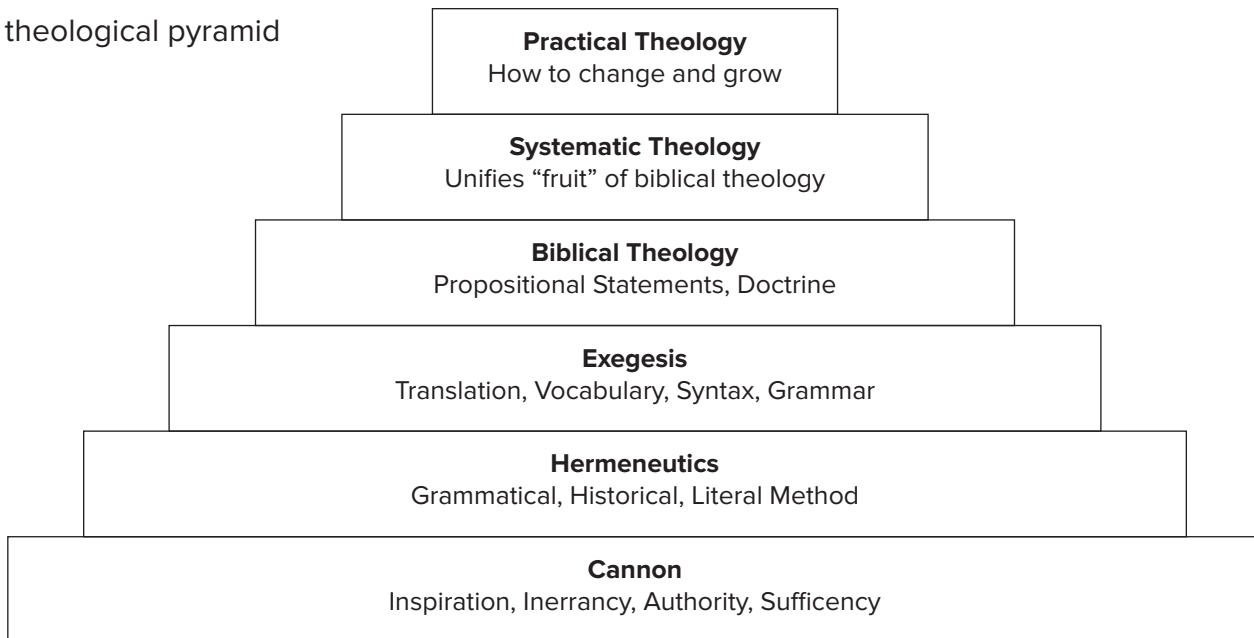 theological pyramid
Practical Theology
How to change and grow
Systematic Theology
Unifies “fruit” of biblical theology
Biblical Theology
Propositional Statements, Doctrine
Exegesis
Translation, Vocabulary, Syntax, Grammar
Hermeneutics
Grammatical, Historical, Literal Method
Cannon
Inspiration, Inerrancy, Authority, Sufficency